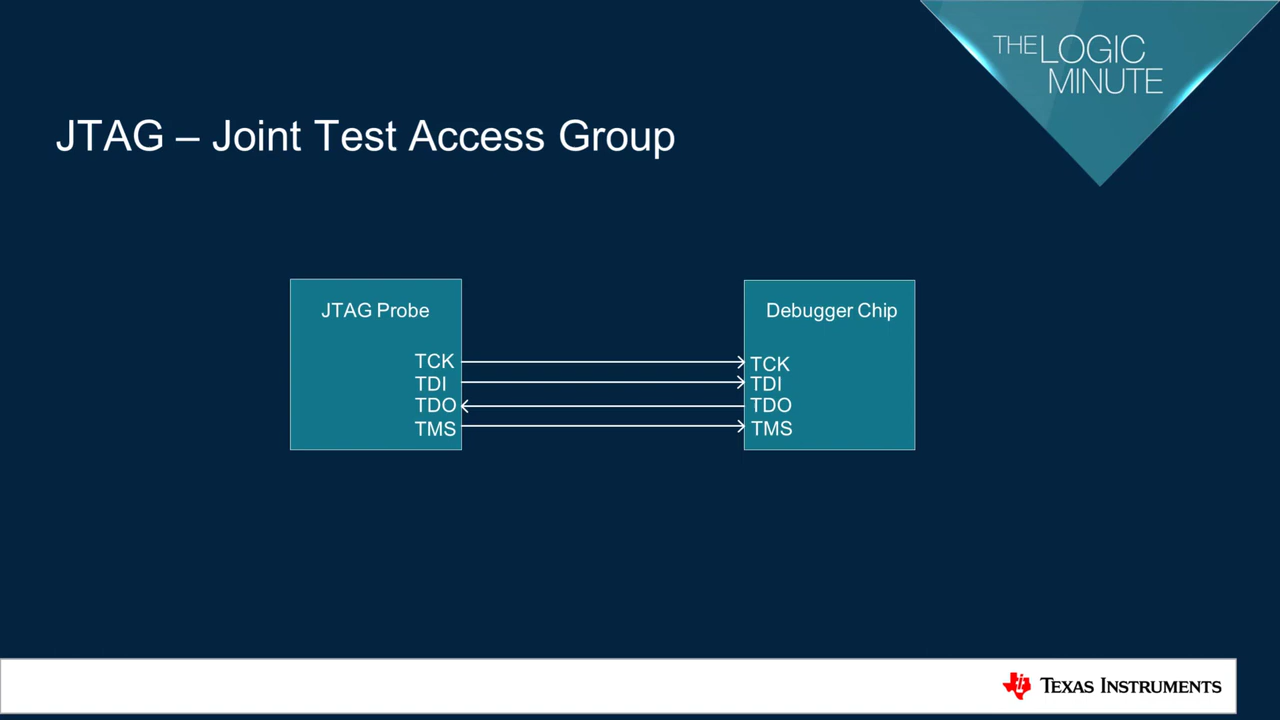 THE LOGIC
MINUTE
JTAG – Joint Test Access Group
JTAG Probe
TCK
TDI
TDO
TMS
Debugger Chip
TCK
TDI
TDO
TMS
TEXAS INSTRUMENTS